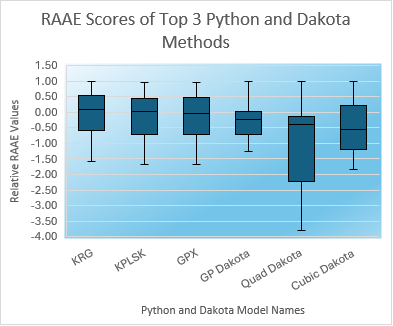 RAAE Scores of Top 3 Python and Dakota
Methods
1.50
1.00
0.50
0.00
-0.50
-1.00
-1.50
-2.00
-2.50
-3.00
-3.50
-4.00
Relative RAAE Values
KRG
KPLSK
GPX
GP Dakota
Quad Dakota
Cubic Dakota
Python and Dakota Model Names